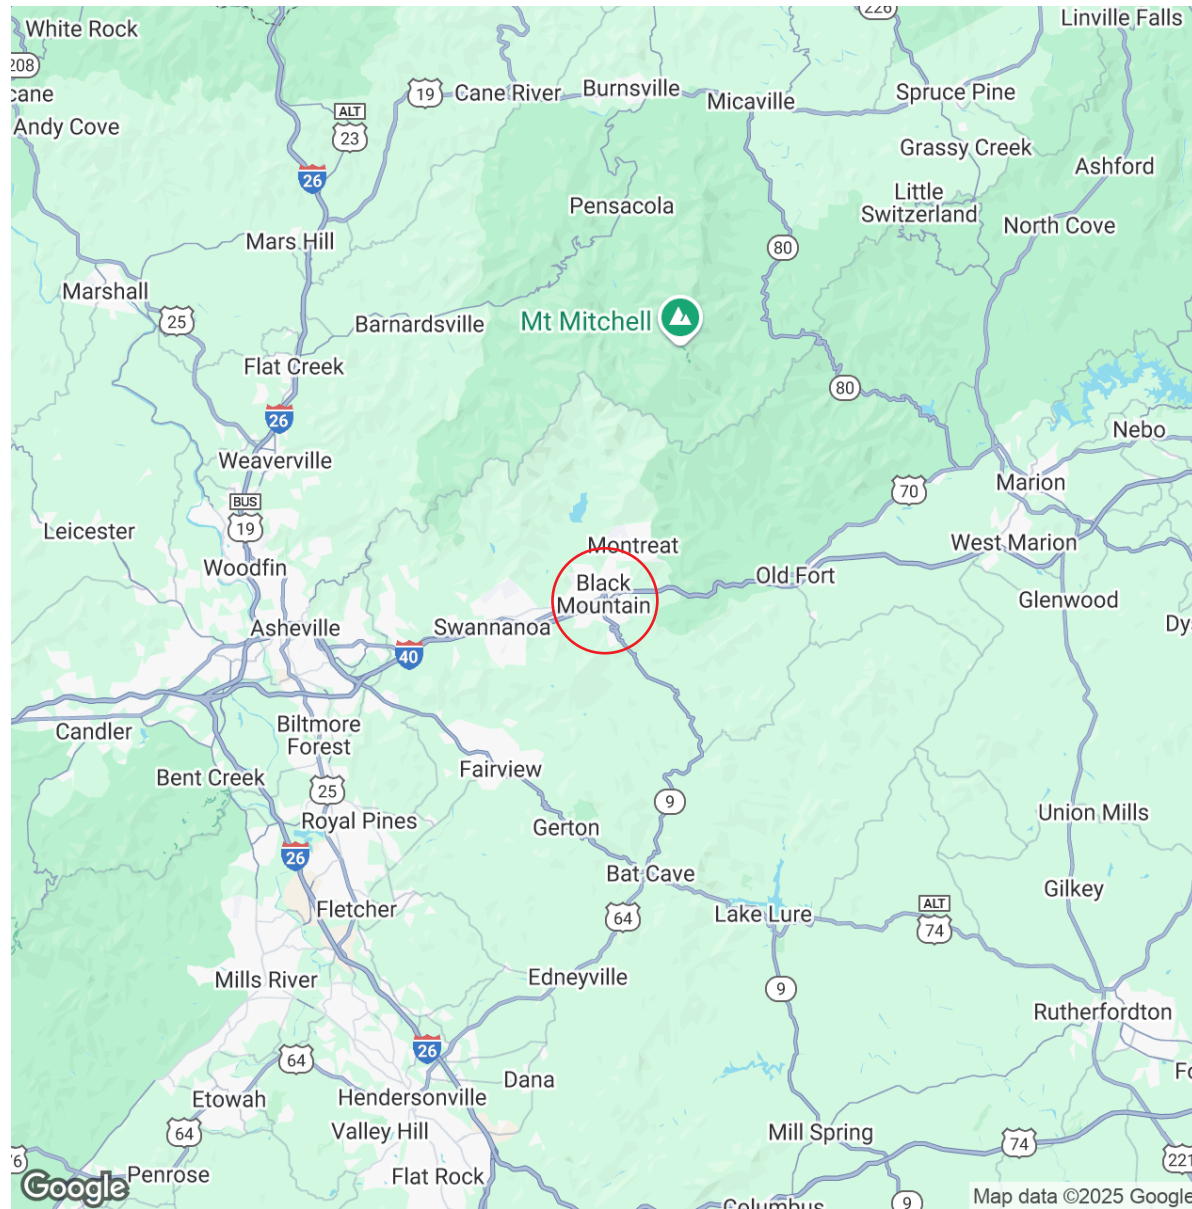 226
Linville Falls
White Rock
208
Andy Cove
ALT
23
19
Cane River
Burnsville
Micaville
Spruce Pine
Grassy Creek
Ashford
26
Little
Switzerland
Pensacola
North Cove
Mars Hill
80
Marshall
25
Barnardsville
Mt Mitchell
Flat Creek
80
26
Nebo
Weaverville
Marion
70
BUS
19
Leicester
Woodfin
Montreat
West Marion
Black
Mountain
Old Fort
Glenwood
Asheville
Swannanoa
40
Candler
Biltmore
Forest
Bent Creek
Fairview
25
9
Royal Pines
Gerton
Union Mills
26
Bat Cave
Gilkey
Fletcher
64
Lake Lure
ALT
74
Mills River
Edneyville
9
Rutherfordton
26
64
Dana
Etowah
Hendersonville
Valley Hill
64
Mill Spring
74
221
Penrose
Flat Rock
Google
Columbus
9
Map data ©2025 Google